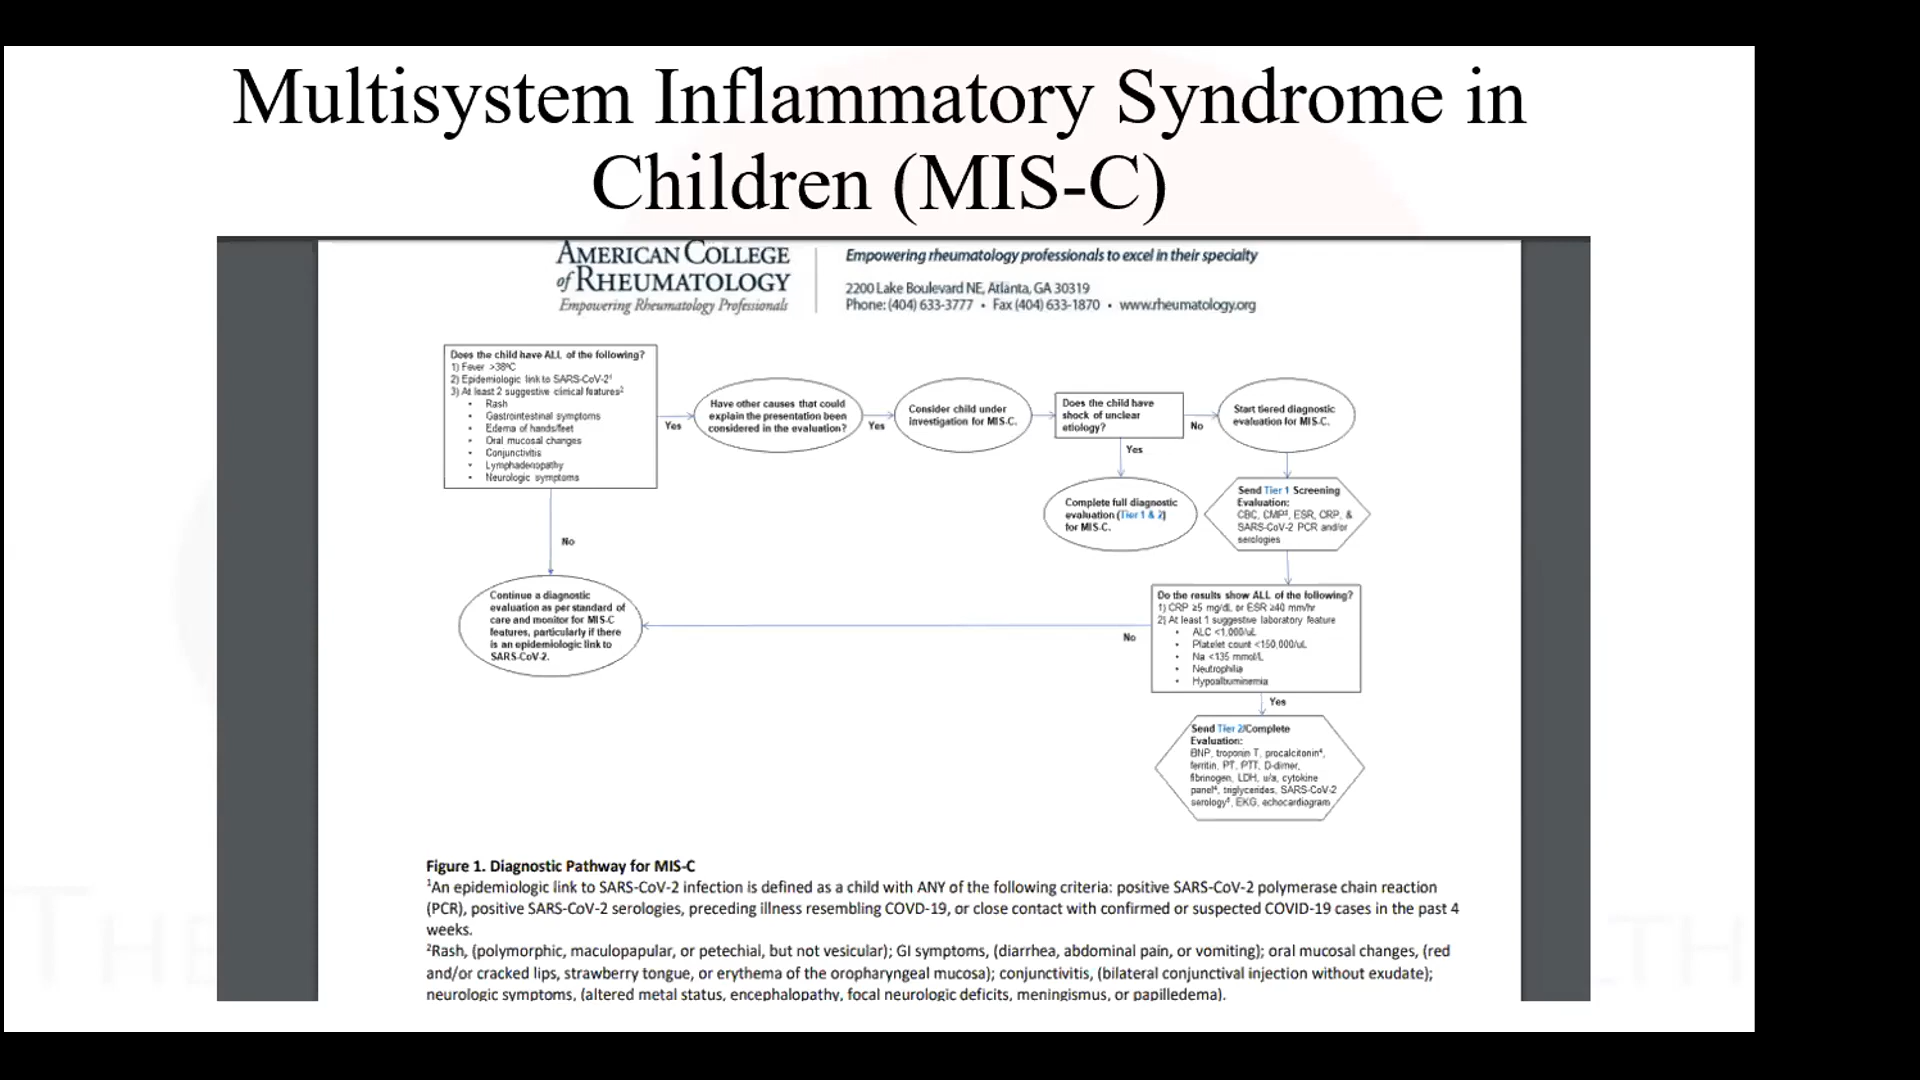 Multisystem Inflammatory Syndrome in
Children (MIS-C)
AMERICAN COLLEGE
of RHEUMATOLOGY
Empowering Rheumatology Professionals
Empowering rheumatology professionals to excel in their specialty
2200 Lake Boulevard NE, Atlanta, GA 30319
Phone: (404) 633-3777 • Fax (404) 633-1870 • www.rheumatology.org
Does the child have ALL of the following?
1) Fever >38ºC
2) Epidemiologic link to SARS-CoV-2¹
3) At least 2 suggestive clinical features²
• Rash
• Gastrointestinal symptoms
• Edema of hands/feet
• Oral mucosal changes
• Conjunctivitis
• Lymphadenopathy
• Neurologic symptoms
Yes
Have other causes that could
explain the presentation been
considered in the evaluation?
Yes
Consider child under
investigation for MIS-C.
Does the child have
shock of unclear
etiology?
No
Start tiered diagnostic
evaluation for MIS-C.
Yes
Complete full diagnostic
evaluation (Tier 1 & 2)
for MIS-C.
Send Tier 1 Screening
Evaluation:
CBC, CMP³, ESR, CRP, &
SARS-CoV-2 PCR and/or
serologies
No
Continue a diagnostic
evaluation as per standard of
care and monitor for MIS-C
features, particularly if there
is an epidemiologic link to
SARS-CoV-2.
Do the results show ALL of the following?
1) CRP ≥5 mg/dL or ESR ≥40 mm/hr
2) At least 1 suggestive laboratory feature
• ALC <1,000/uL
• Platelet count <150,000/uL
• Na <135 mmol/L
• Neutrophilia
• Hypoalbuminemia
No
Yes
Send Tier 2/Complete
Evaluation:
BNP, troponin T, procalcitonin⁴,
ferritin, PT, PTT, D-dimer,
fibrinogen, LDH, u/a, cytokine
panel⁴, triglycerides, SARS-CoV-2
serology⁵, EKG, echocardiogram
Figure 1. Diagnostic Pathway for MIS-C
¹An epidemiologic link to SARS-CoV-2 infection is defined as a child with ANY of the following criteria: positive SARS-CoV-2 polymerase chain reaction
(PCR), positive SARS-CoV-2 serologies, preceding illness resembling COVD-19, or close contact with confirmed or suspected COVID-19 cases in the past 4
weeks.
²Rash, (polymorphic, maculopapular, or petechial, but not vesicular); GI symptoms, (diarrhea, abdominal pain, or vomiting); oral mucosal changes, (red
and/or cracked lips, strawberry tongue, or erythema of the oropharyngeal mucosa); conjunctivitis, (bilateral conjunctival injection without exudate);
neurologic symptoms, (altered metal status, encephalopathy, focal neurologic deficits, meningismus, or papilledema).